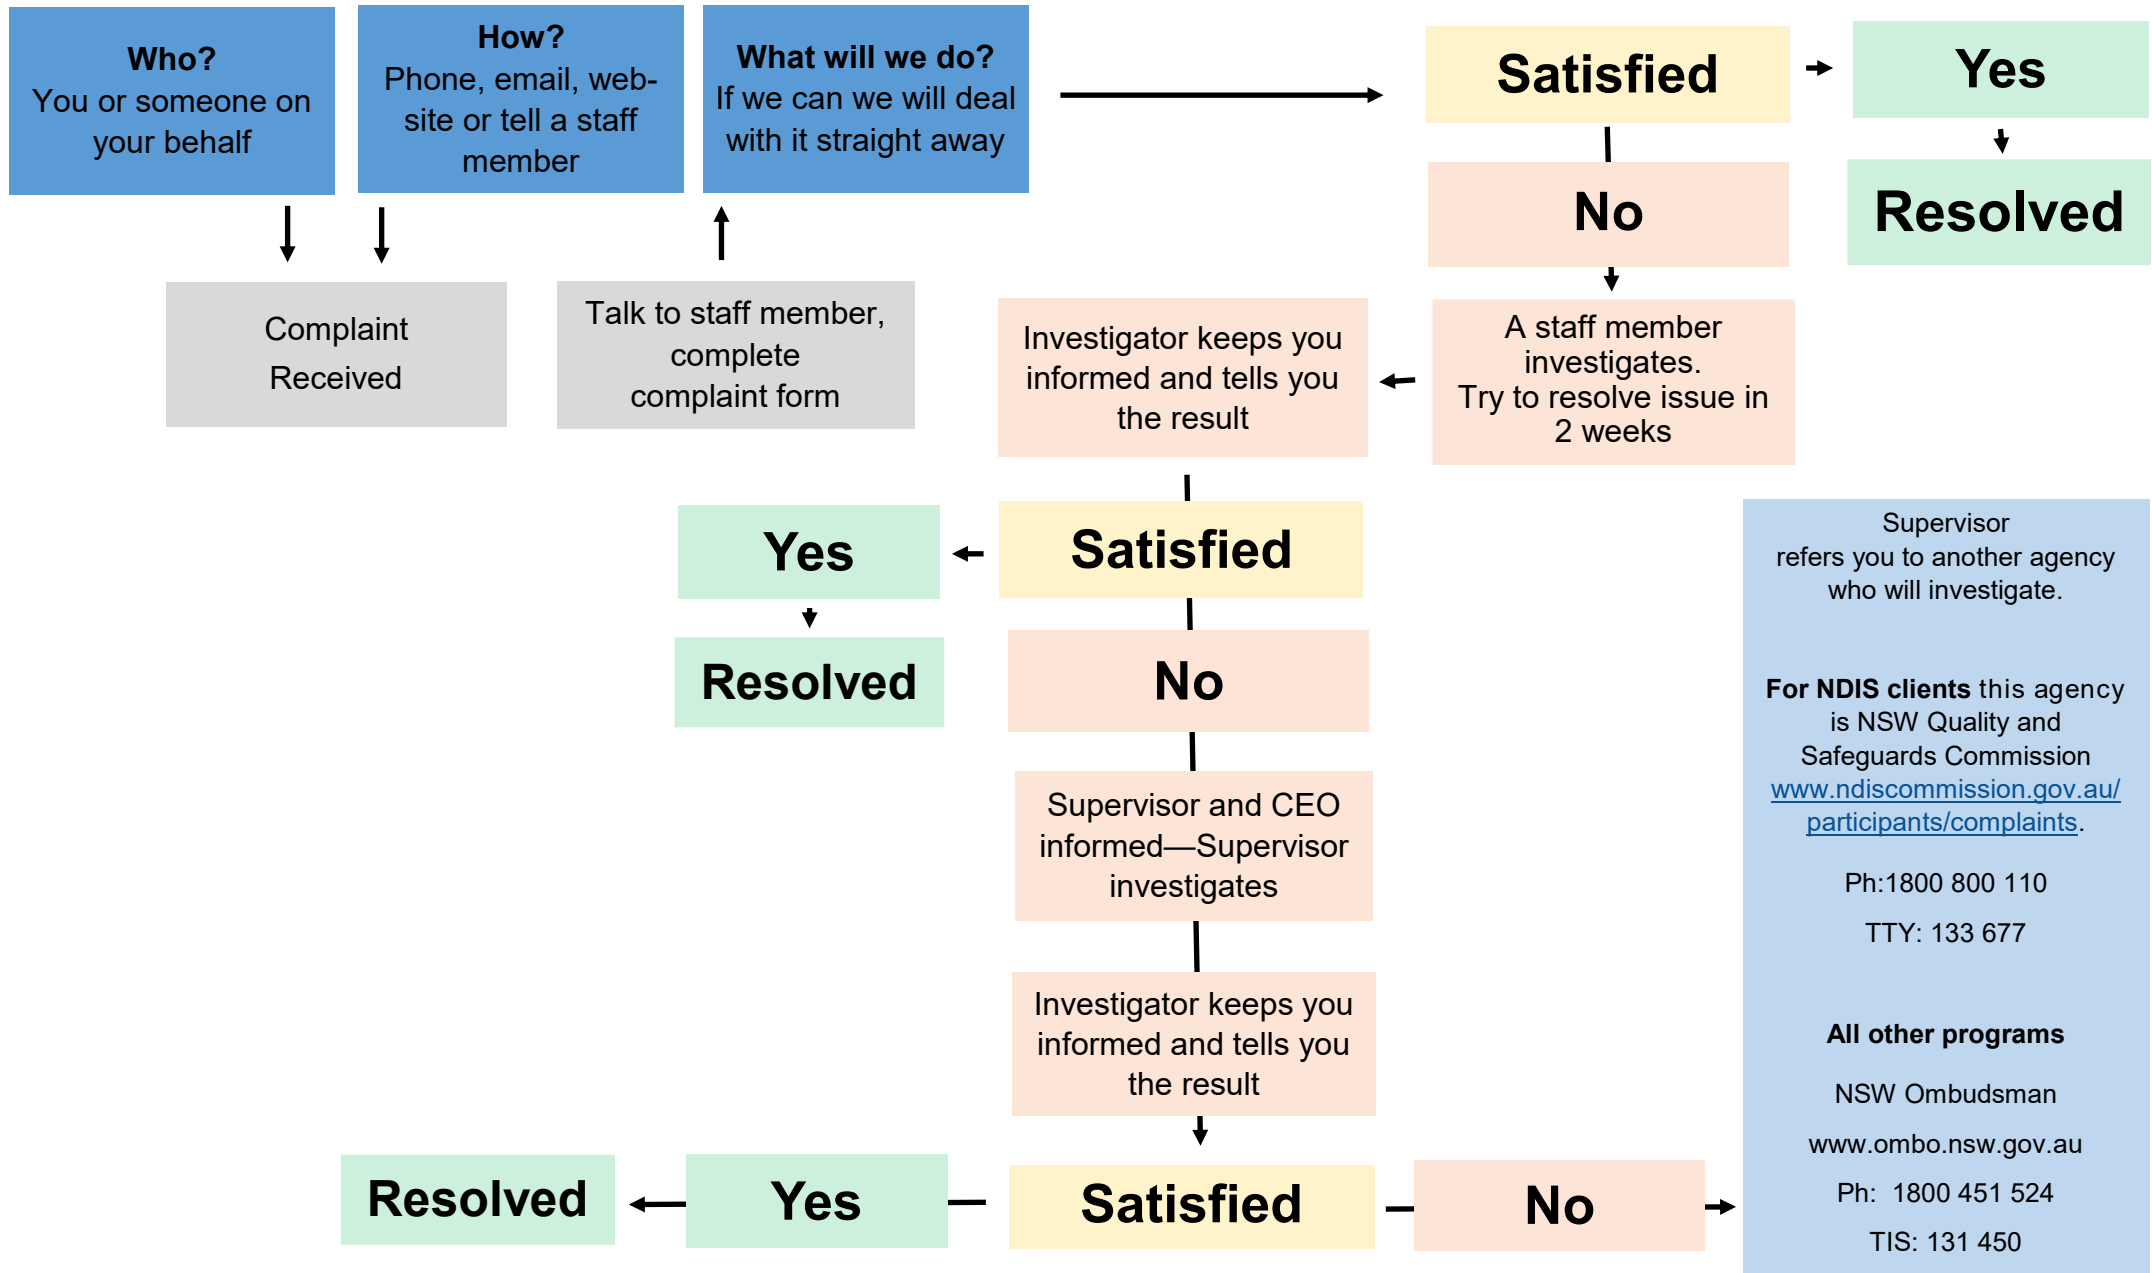 Who?
You or someone on
your behalf
How?
Phone, email, web-
site or tell a staff
member
What will we do?
If we can we will deal
with it straight away
Satisfied
Yes
No
Resolved
Complaint
Received
Talk to staff member,
complete
complaint form
Investigator keeps you
informed and tells you
the result
A staff member
investigates.
Try to resolve issue in
2 weeks
Yes
Satisfied
Resolved
No
Supervisor and CEO
informed—Supervisor
investigates
Investigator keeps you
informed and tells you
the result
Resolved
Yes
Satisfied
No
Supervisor
refers you to another agency
who will investigate.
For NDIS clients this agency
is NSW Quality and
Safeguards Commission
www.ndiscommission.gov.au/
participants/complaints.
Ph:1800 800 110
TTY: 133 677
All other programs
NSW Ombudsman
www.ombo.nsw.gov.au
Ph:  1800 451 524
TIS: 131 450